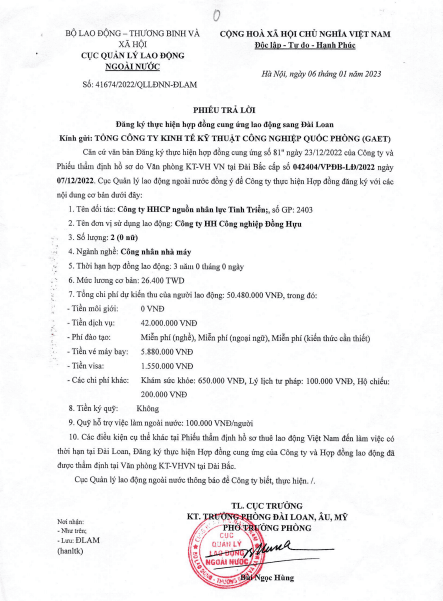 BỘ LAO ĐỘNG – THƯƠNG BINH VÀ
XÃ HỘI
CỤC QUẢN LÝ LAO ĐỘNG
NGOÀI NƯỚC
Số: 41674/2022/QLLĐNN-ĐLAM
CỘNG HOÀ XÃ HỘI CHỦ NGHĨA VIỆT NAM
Độc lập - Tự do - Hạnh Phúc
Hà Nội, ngày 06 tháng 01 năm 2023
PHIẾU TRẢ LỜI
Đăng ký thực hiện hợp đồng cung ứng lao động sang Đài Loan
Kính gửi: TỔNG CÔNG TY KINH TẾ KỸ THUẬT CÔNG NGHIỆP QUỐC PHÒNG (GAET)
Căn cứ văn bản Đăng ký thực hiện hợp đồng cung ứng số 81ª ngày 23/12/2022 của Công ty và
Phiếu thẩm định hồ sơ do Văn phòng KT-VH VN tại Đài Bắc cấp số 042404/VPĐB-LĐ/2022 ngày
07/12/2022. Cục Quản lý lao động ngoài nước đồng ý để Công ty thực hiện Hợp đồng đăng ký với các
nội dung cơ bản dưới đây:
1. Tên đối tác: Công ty HHCP nguồn nhân lực Tinh Triển;, số GP: 2403
2. Tên đơn vị sử dụng lao động: Công ty HH Công nghiệp Đồng Hựu
3. Số lượng: 2 (0 nữ)
4. Ngành nghề: Công nhân nhà máy
5. Thời hạn hợp đồng lao động: 3 năm 0 tháng 0 ngày
6. Mức lương cơ bản: 26.400 TWD
7. Tổng chi phí dự kiến thu của người lao động: 50.480.000 VNĐ, trong đó:
- Tiền môi giới: 0 VNĐ
- Tiền dịch vụ: 42.000.000 VNĐ
- Phí đào tạo: Miễn phí (nghề), Miễn phí (ngoại ngữ), Miễn phí (kiến thức cần thiết)
- Tiền vé máy bay: 5.880.000 VNĐ
- Tiền visa: 1.550.000 VNĐ
- Các chi phí khác: Khám sức khỏe: 650.000 VNĐ, Lý lịch tư pháp: 100.000 VNĐ, Hộ chiếu:
200.000 VNĐ
8. Tiền ký quỹ: Không
9. Quỹ hỗ trợ việc làm ngoài nước: 100.000 VNĐ/người
10. Các điều kiện cụ thể khác tại Phiếu thẩm định hồ sơ thuê lao động Việt Nam đến làm việc có
thời hạn tại Đài Loan, Đăng ký thực hiện Hợp đồng cung ứng của Công ty và Hợp đồng lao động đã
được thẩm định tại Văn phòng KT-VHVN tại Đài Bắc.
Cục Quản lý lao động ngoài nước thông báo để Công ty biết, thực hiện. /.
TL. CỤC TRƯỞNG
KT. TRƯỞNG PHÒNG ĐÀI LOAN, ÂU, MỸ
PHÓ TRƯỞNG PHÒNG
Nơi nhận:
- Như trên;
- Lưu: ĐLAM
(hanltk)
CỤC
QUẢN LÝ
LAO ĐỘNG
NGOÀI NƯỚC
Bùi Ngọc Hùng